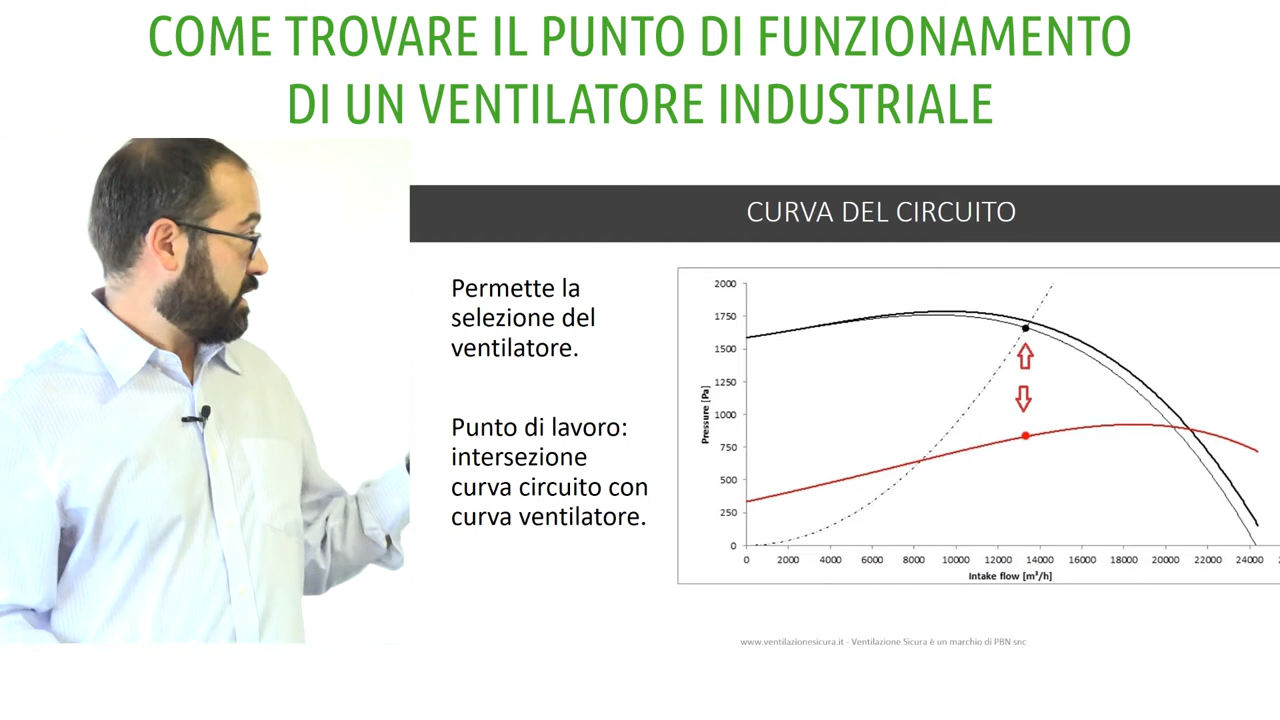 COME TROVARE IL PUNTO DI FUNZIONAMENTO
DI UN VENTILATORE INDUSTRIALE
CURVA DEL CIRCUITO
Permette la
selezione del
ventilatore.
Punto di lavoro:
intersezione
curva circuito con
curva ventilatore.
Pressure [Pa]
2000
1750
1500
1250
1000
750
500
250
0
0 2000 4000 6000 8000 10000 12000 14000 16000 18000 20000 22000 24000
Intake flow [m³/h]
www.ventilazionesicura.it - Ventilazione Sicura è un marchio di PBN snc